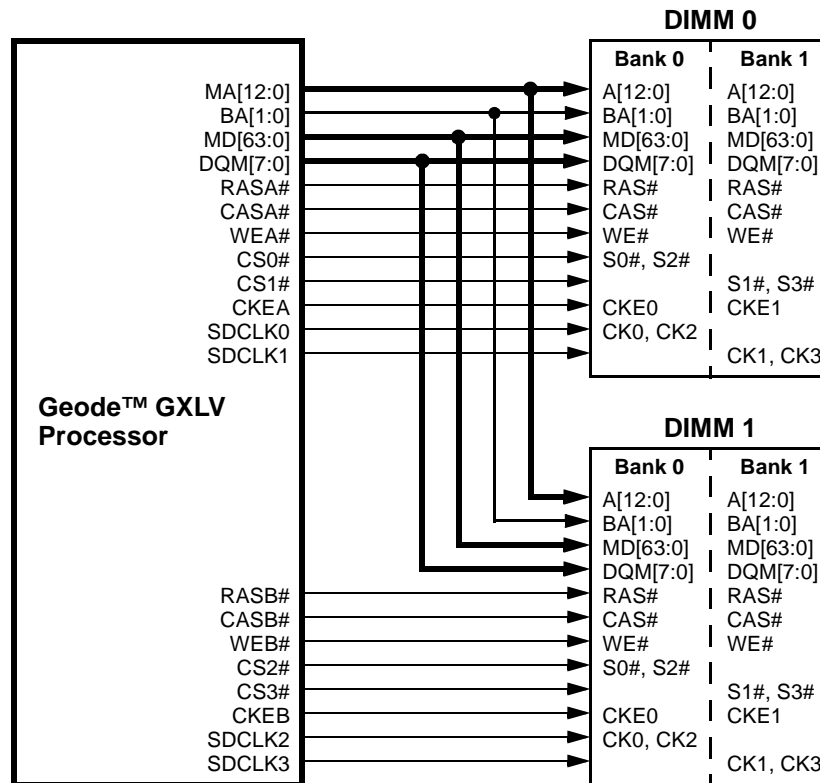 DIMM 0
Bank 0 Bank 1
MA[12:0] A[12:0] A[12:0]
BA[1:0] BA[1:0] BA[1:0]
MD[63:0] MD[63:0] MD[63:0]
DQM[7:0] DQM[7:0] DQM[7:0]
RASA# RAS# RAS#
CASA# CAS# CAS#
WEA# WE# WE#
CS0# S0#, S2#
CS1# S1#, S3#
CKEA CKE0 CKE1
SDCLK0 CK0, CK2
SDCLK1 CK1, CK3
Geode™ GXLV
Processor
DIMM 1
Bank 0 Bank 1
A[12:0] A[12:0]
BA[1:0] BA[1:0]
MD[63:0] MD[63:0]
DQM[7:0] DQM[7:0]
RASB# RAS# RAS#
CASB# CAS# CAS#
WEB# WE# WE#
CS2# S0#, S2#
CS3# S1#, S3#
CKEB CKE0 CKE1
SDCLK2 CK0, CK2
SDCLK3 CK1, CK3